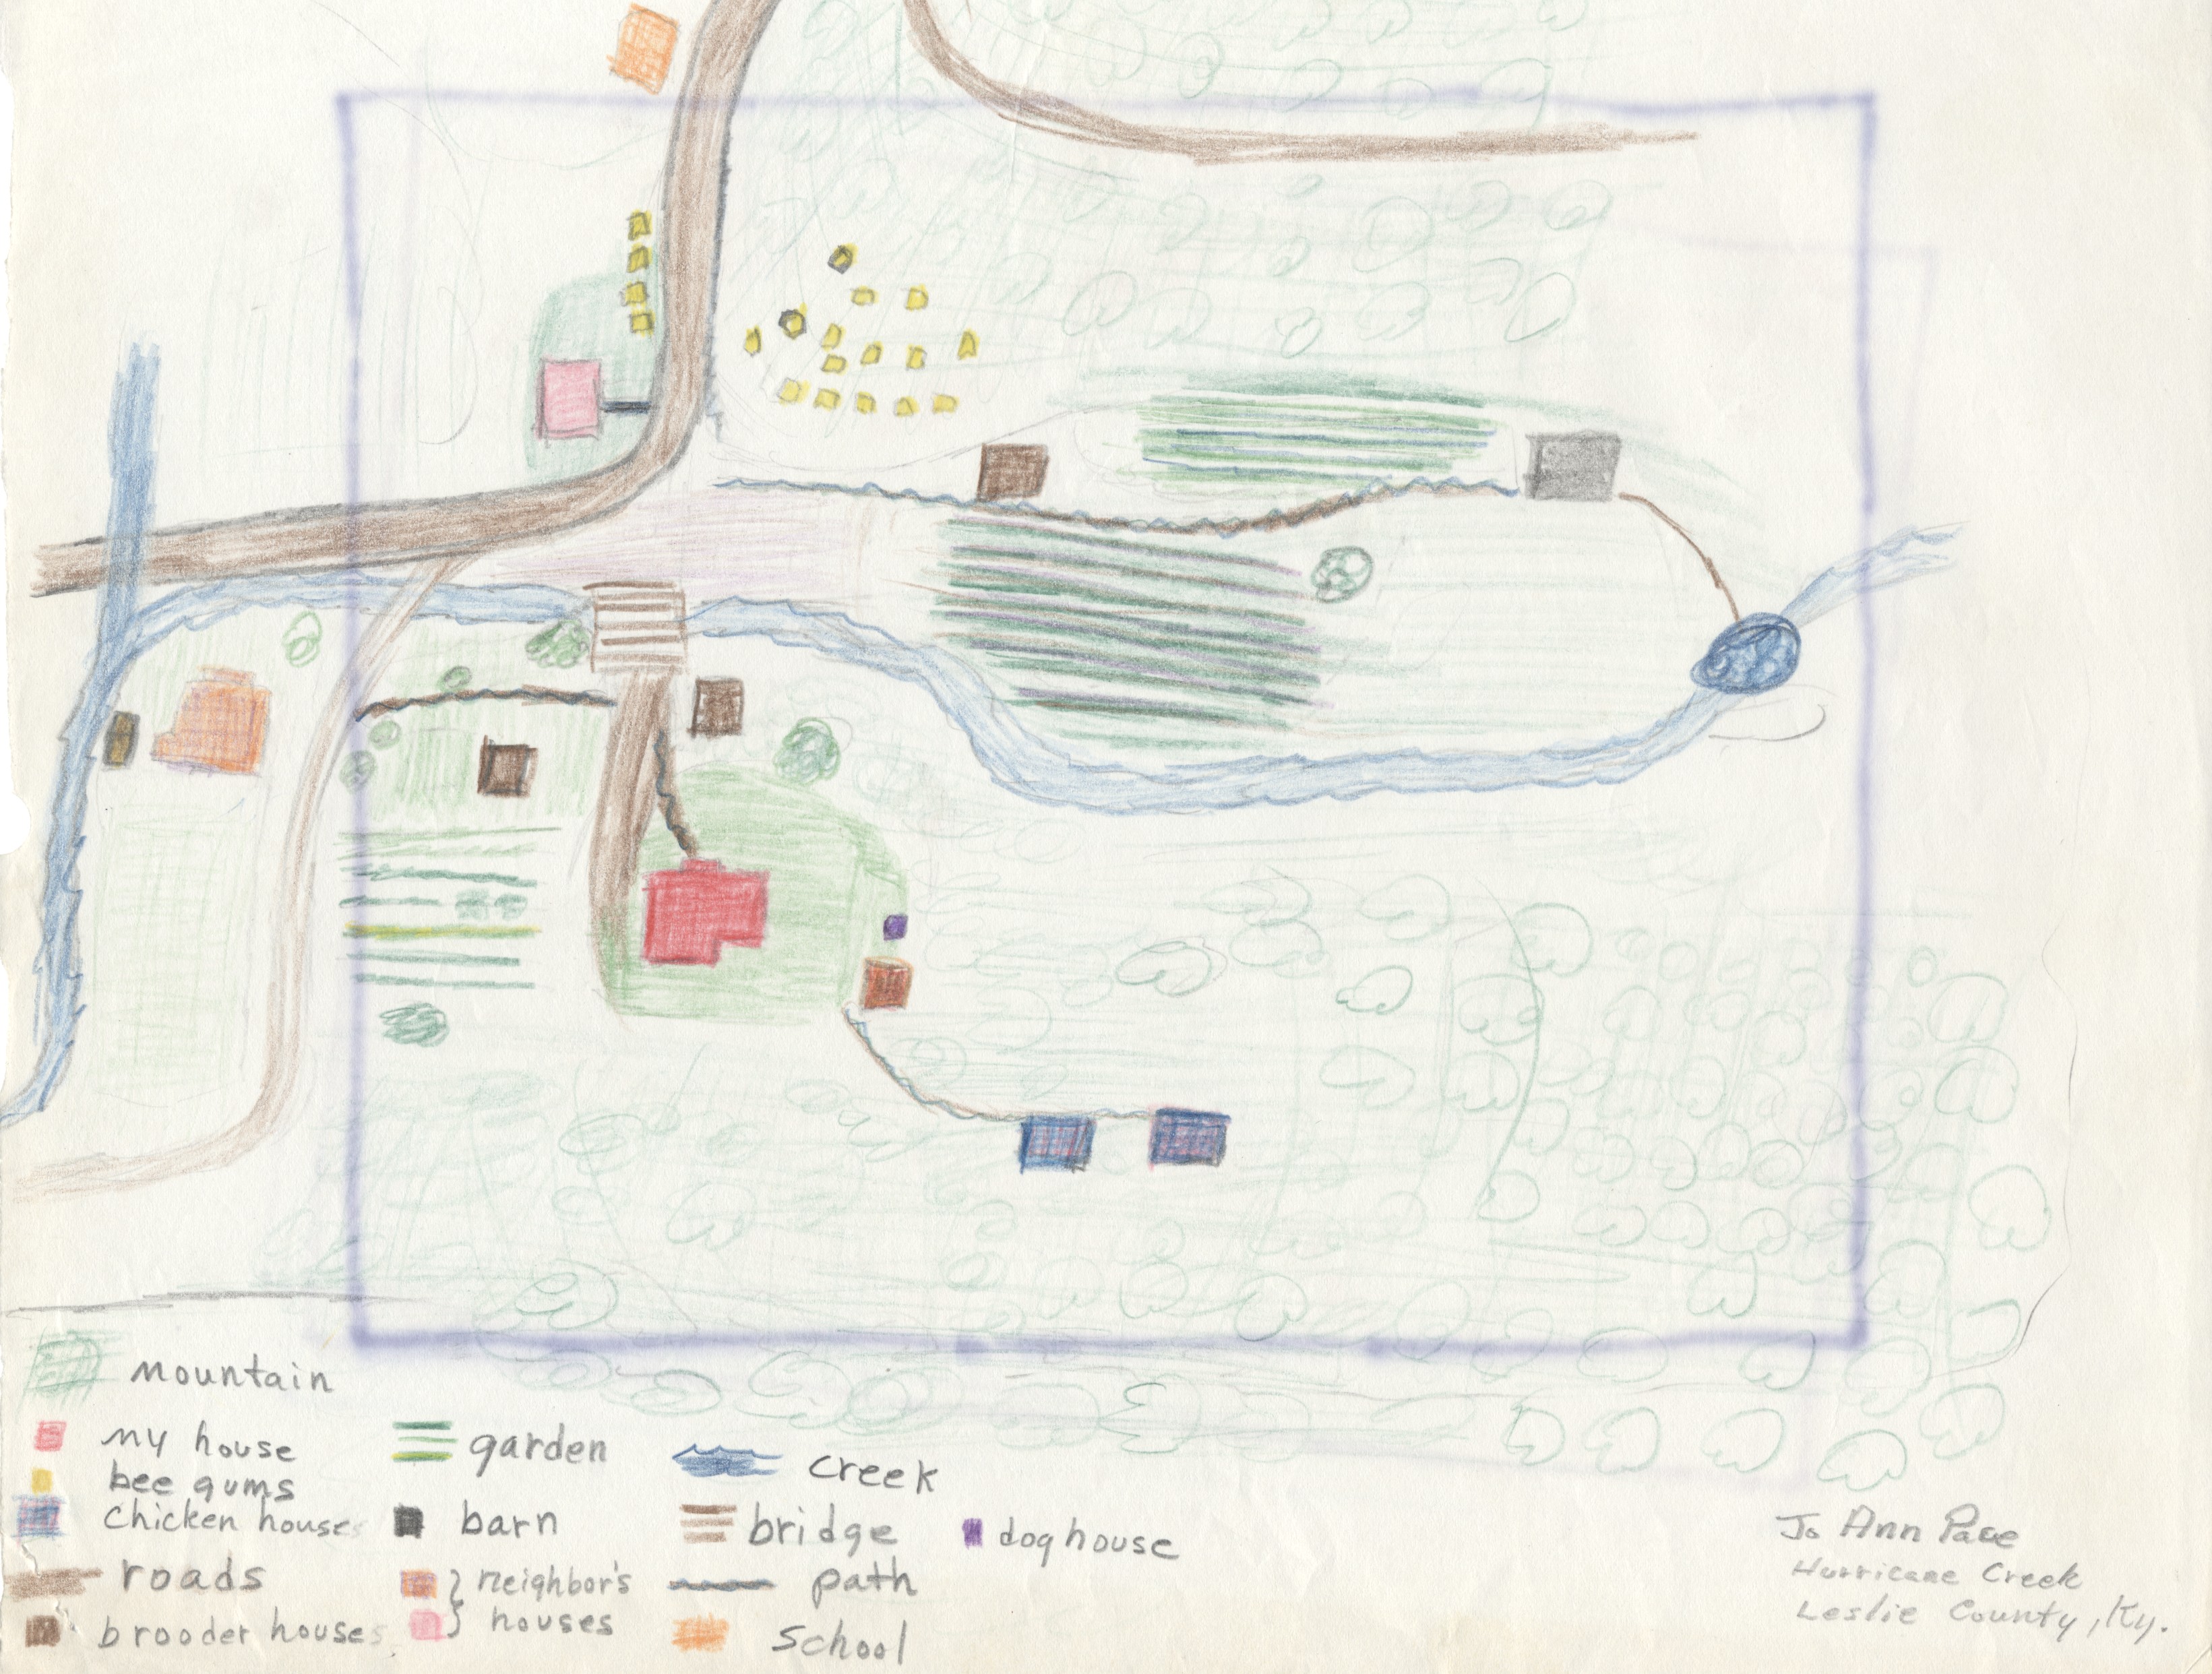 mountain
my house
bee gums
chicken houses
roads
brooder houses
garden
barn
neighbor's
houses
creek
bridge
path
school
dog house
Jo Ann Pace
Hurricane Creek
Leslie County, Ky.